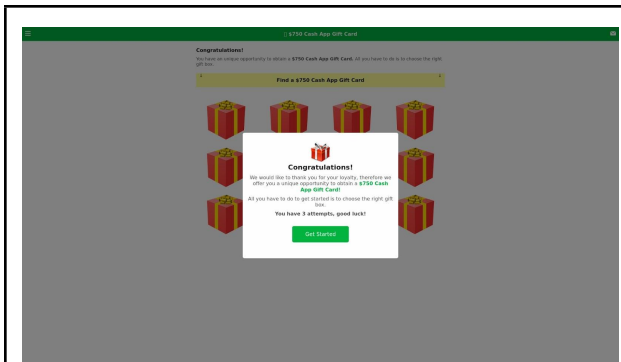 || $750 Cash App Gift Card
Congratulations!
You have an unique opportunity to obtain a $750 Cash App Gift Card, all you have to do is to choose the right
gift box.
Find a $750 Cash App Gift Card
Congratulations!
We would like to thank you for your loyalty, therefore we
offer you a unique opportunity to obtain a $750 Cash
App Gift Card!
All you have to do to get started is to choose the right gift
box.
You have 3 attempts, good luck!
Get Started